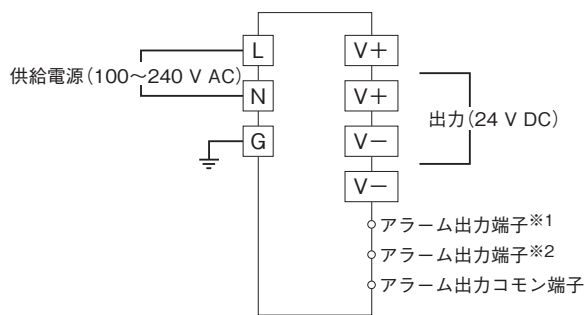 L
V+
供給電源(100～240 V AC)
N
V+
出力(24 V DC)
G
V−
V−
アラーム出力端子※1
アラーム出力端子※2
アラーム出力コモン端子